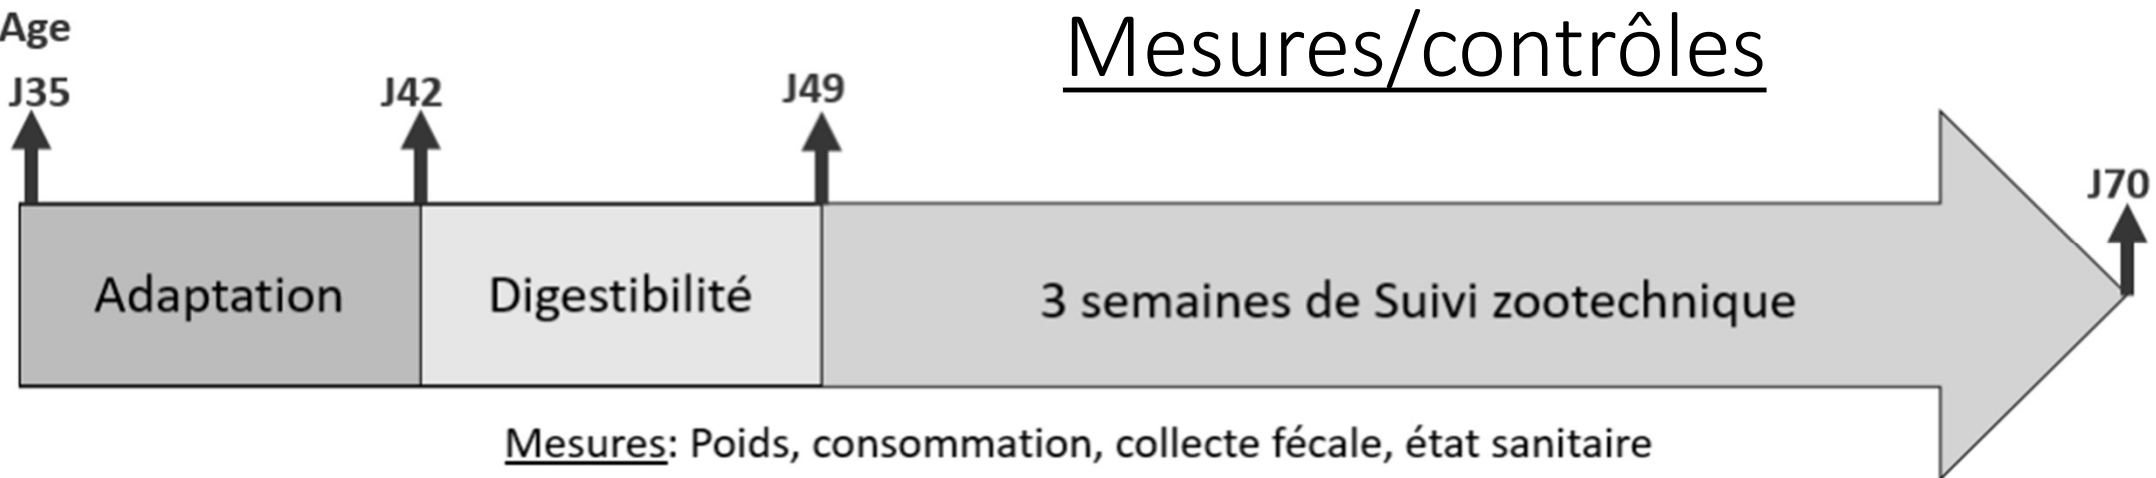 Age
Mesures/contrôles
J35
J42
J49
J70
Adaptation
Digestibilité
3 semaines de Suivi zootechnique
Mesures: Poids, consommation, collecte fécale, état sanitaire